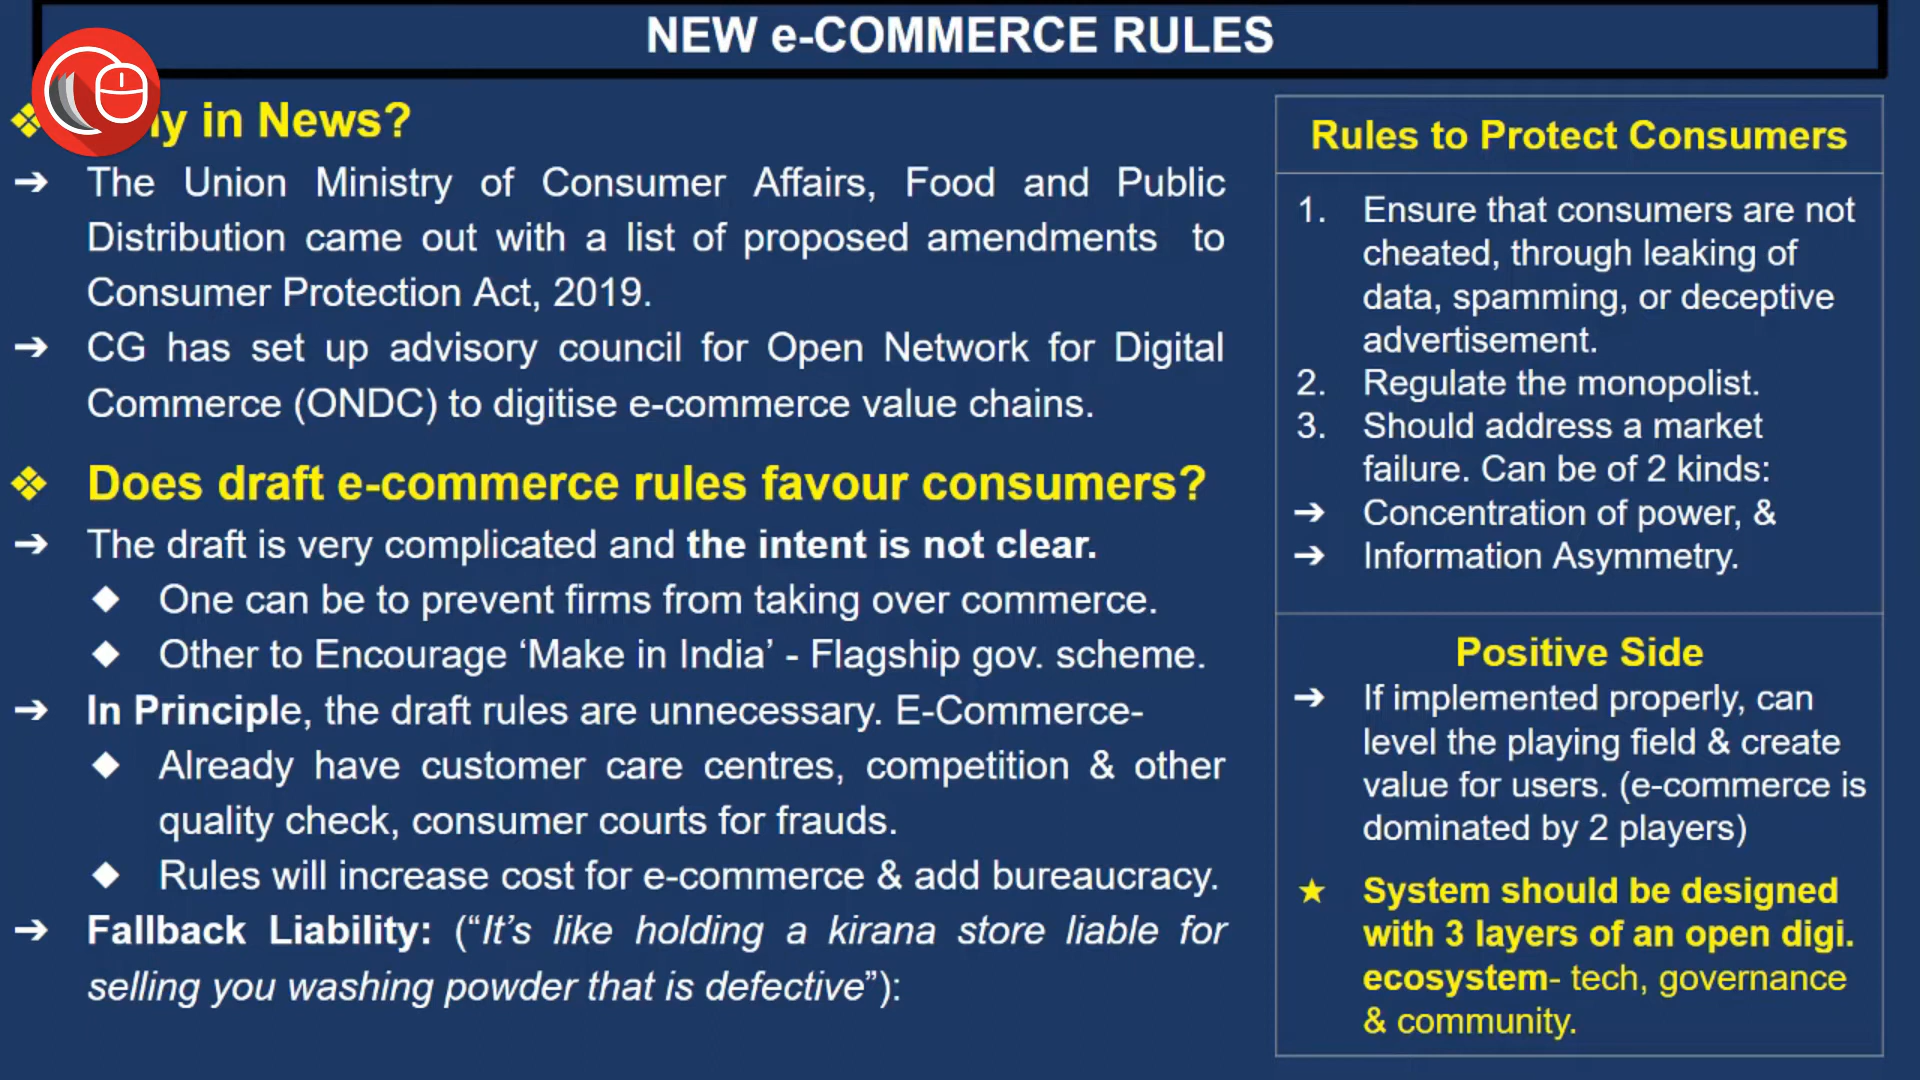 NEW e-COMMERCE RULES
❖ y in News?
➔ The Union Ministry of Consumer Affairs, Food and Public
Distribution came out with a list of proposed amendments to
Consumer Protection Act, 2019.
➔ CG has set up advisory council for Open Network for Digital
Commerce (ONDC) to digitise e-commerce value chains.
❖ Does draft e-commerce rules favour consumers?
➔ The draft is very complicated and the intent is not clear.
◆ One can be to prevent firms from taking over commerce.
◆ Other to Encourage ‘Make in India’ - Flagship gov. scheme.
➔ In Principle, the draft rules are unnecessary. E-Commerce-
◆ Already have customer care centres, competition & other
quality check, consumer courts for frauds.
◆ Rules will increase cost for e-commerce & add bureaucracy.
➔ Fallback Liability: (“It’s like holding a kirana store liable for
selling you washing powder that is defective”):
Rules to Protect Consumers
1. Ensure that consumers are not
cheated, through leaking of
data, spamming, or deceptive
advertisement.
2. Regulate the monopolist.
3. Should address a market
failure. Can be of 2 kinds:
➔ Concentration of power, &
➔ Information Asymmetry.
Positive Side
➔ If implemented properly, can
level the playing field & create
value for users. (e-commerce is
dominated by 2 players)
★ System should be designed
with 3 layers of an open digi.
ecosystem- tech, governance
& community.